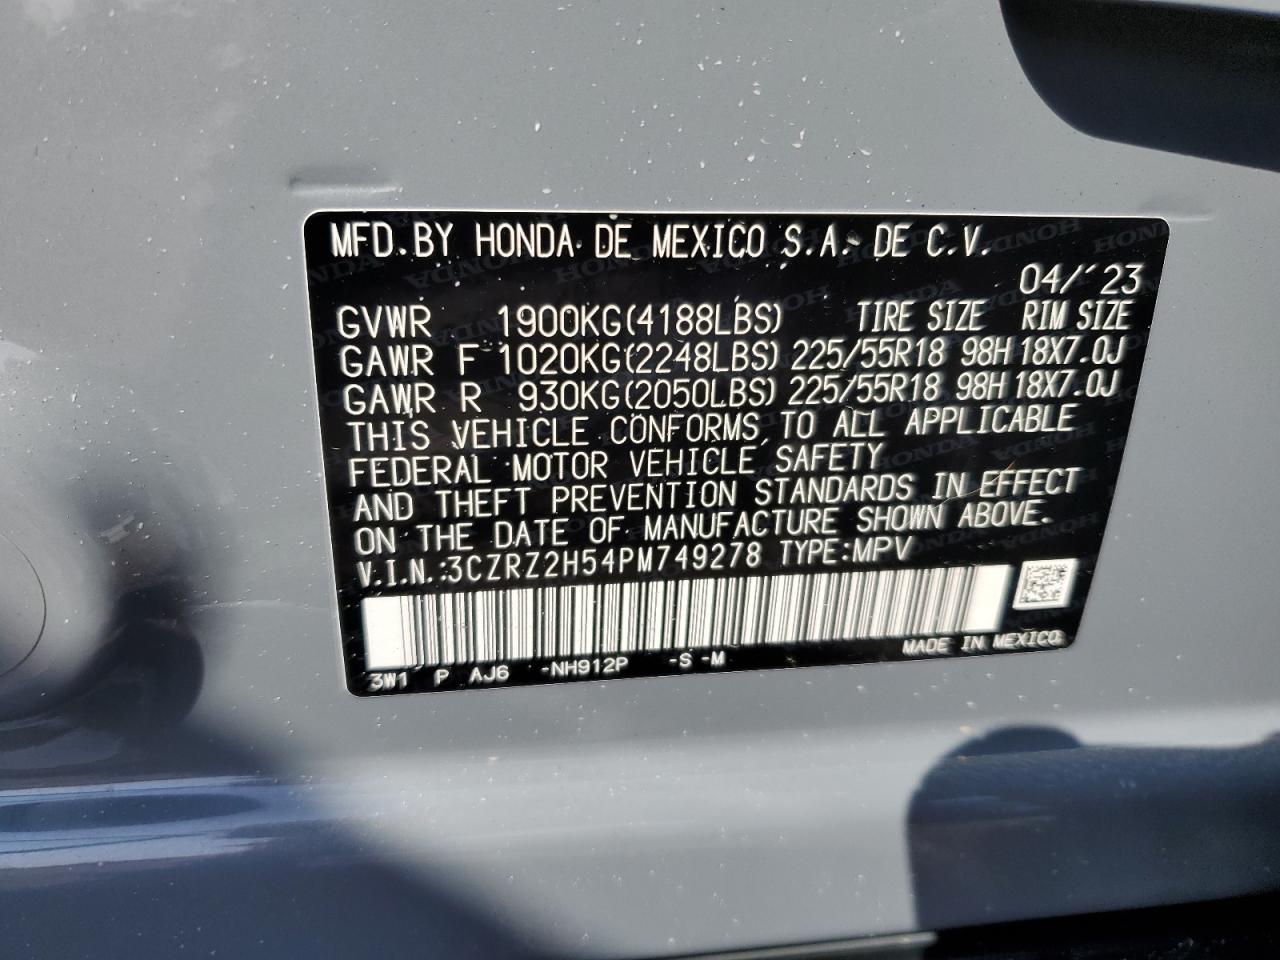 MFD.BY HONDA DE MEXICO S.A. DE C.V.
04/'23
GVWR 1900KG(4188LBS) TIRE SIZE RIM SIZE
GAWR F 1020KG(2248LBS) 225/55R18 98H 18X7.0J
GAWR R 930KG(2050LBS) 225/55R18 98H 18X7.0J
THIS VEHICLE CONFORMS TO ALL APPLICABLE
FEDERAL MOTOR VEHICLE SAFETY
AND THEFT PREVENTION STANDARDS IN EFFECT
ON THE DATE OF MANUFACTURE SHOWN ABOVE.
V.I.N.:3CZRZ2H54PM749278 TYPE:MPV
MADE IN MEXICO
3W1 P AJ6 -NH912P -S -M